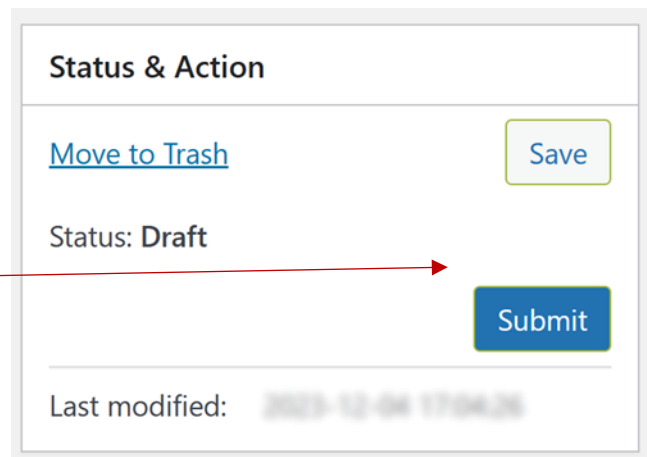 Status & Action
Move to Trash
Save
Status: Draft
Submit
Last modified: